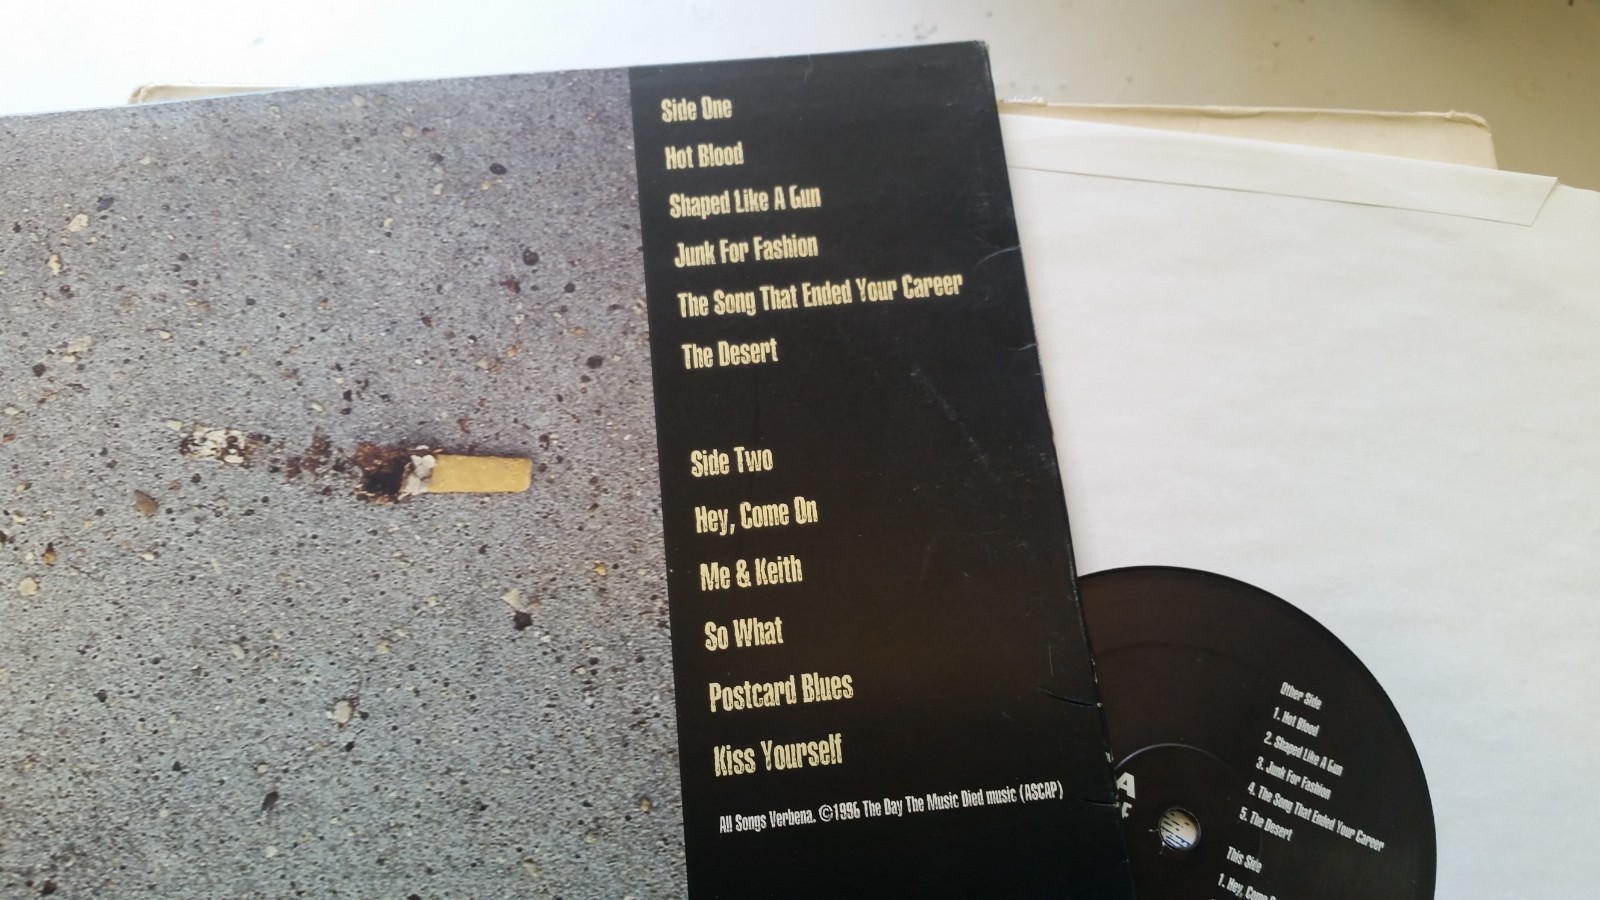 Side One
Hot Blood
Shaped Like A Gun
Junk For Fashion
The Song That Ended Your Career
The Desert
Side Two
Hey, Come On
Me & Keith
So What
Postcard Blues
Kiss Yourself
All Songs Verbena. ©1996 The Day The Music Died music (ASCAP)
Other Side
1. Hot Blood
2. Shaped Like A Gun
3. Junk For Fashion
4. The Song That Ended Your Career
5. The Desert
This Side
1. Hey, Come